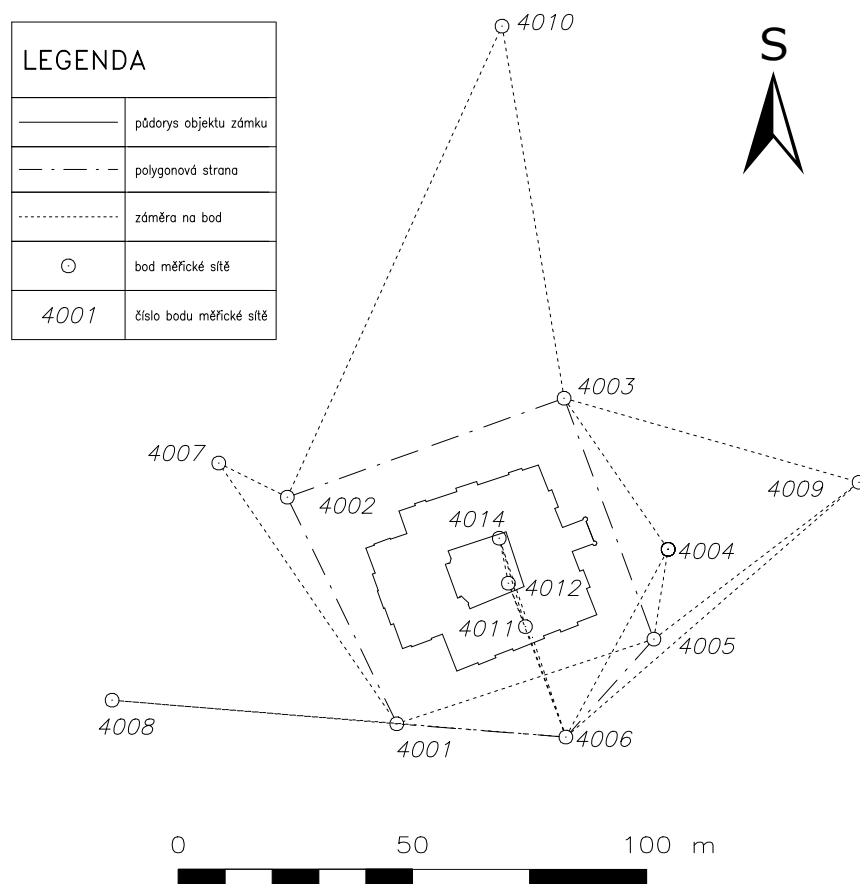 4010
S
LEGENDA
půdorys objektu zámku
polygonová strana
záměra na bod
bod měřické sítě
4001 číslo bodu měřické sítě
4003
4007
4002
4009
4014
4004
4012
4011
4005
4008
4001
4006
0 50 100 m